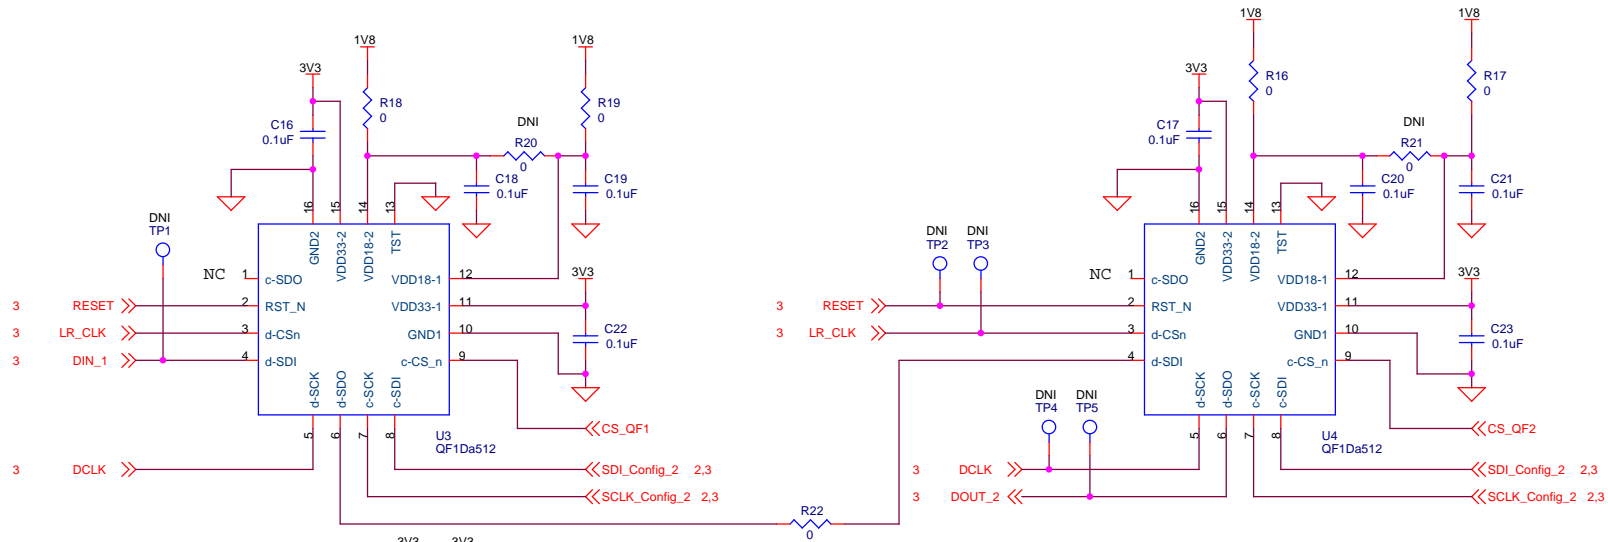 1V8
1V8
3V3
R18
0
R19
0
C16
0.1uF
DNI
R20
0
C18
0.1uF
C19
0.1uF
DNI
TP1
16
15
14
13
GND2
VDD33-2
VDD18-2
TST
NC
1
c-SDO
VDD18-1
12
3V3
3
RESET
2
RST_N
VDD33-1
11
3
LR_CLK
3
d-CSn
GND1
10
C22
0.1uF
3
DIN_1
4
d-SDI
c-CS_n
9
d-SCK
d-SDO
c-SCK
c-SDI
5
6
7
8
U3
QF1Da512
CS_QF1
3
DCLK
SDI_Config_2
2,3
SCLK_Config_2
2,3
R22
0
3V3
3V3
1V8
1V8
3V3
R16
0
R17
0
C17
0.1uF
DNI
R21
0
C20
0.1uF
C21
0.1uF
DNI
TP2
DNI
TP3
16
15
14
13
GND2
VDD33-2
VDD18-2
TST
NC
1
c-SDO
VDD18-1
12
3V3
3
RESET
2
RST_N
VDD33-1
11
3
LR_CLK
3
d-CSn
GND1
10
C23
0.1uF
4
d-SDI
c-CS_n
9
d-SCK
d-SDO
c-SCK
c-SDI
DNI
TP4
DNI
TP5
5
6
7
8
U4
QF1Da512
CS_QF2
3
DCLK
SDI_Config_2
2,3
3
DOUT_2
SCLK_Config_2
2,3